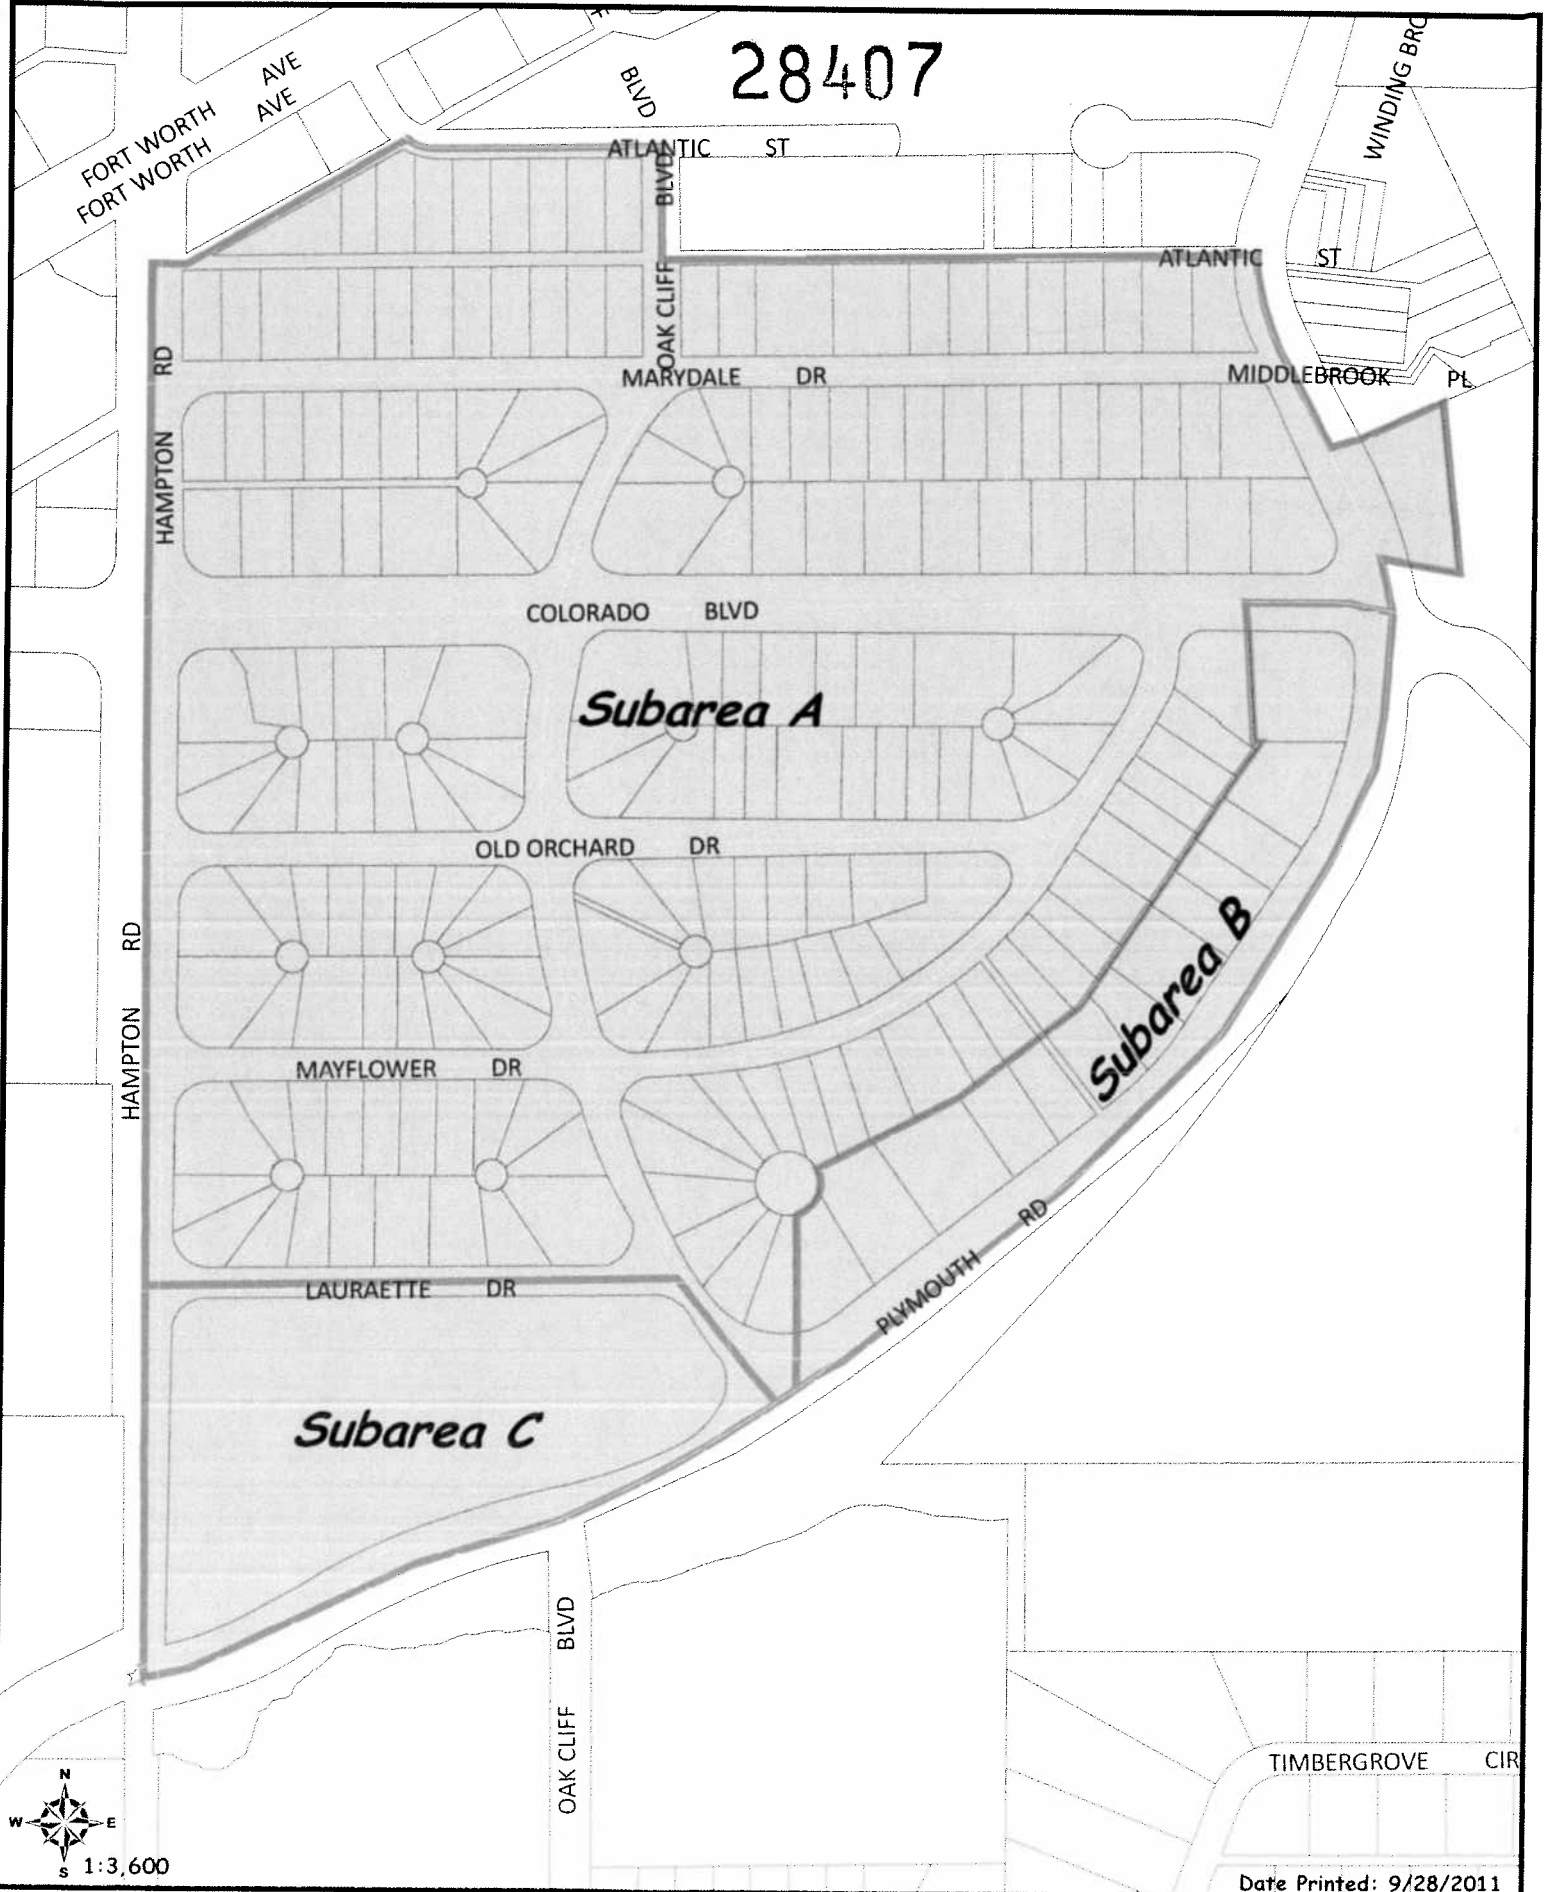 28407
FORT WORTH AVE
FORT WORTH AVE
BLVD
WINDING BRO
ATLANTIC ST
BLVD
OAK CLIFF
ATLANTIC ST
HAMPTON RD
MARYDALE DR
MIDDLEBROOK PL
COLORADO BLVD
Subarea A
OLD ORCHARD DR
HAMPTON RD
Subarea B
MAYFLOWER DR
PLYMOUTH RD
LAURAETTE DR
Subarea C
OAK CLIFF BLVD
TIMBERGROVE CIR
N
W E
S
1:3,600
Date Printed: 9/28/2011